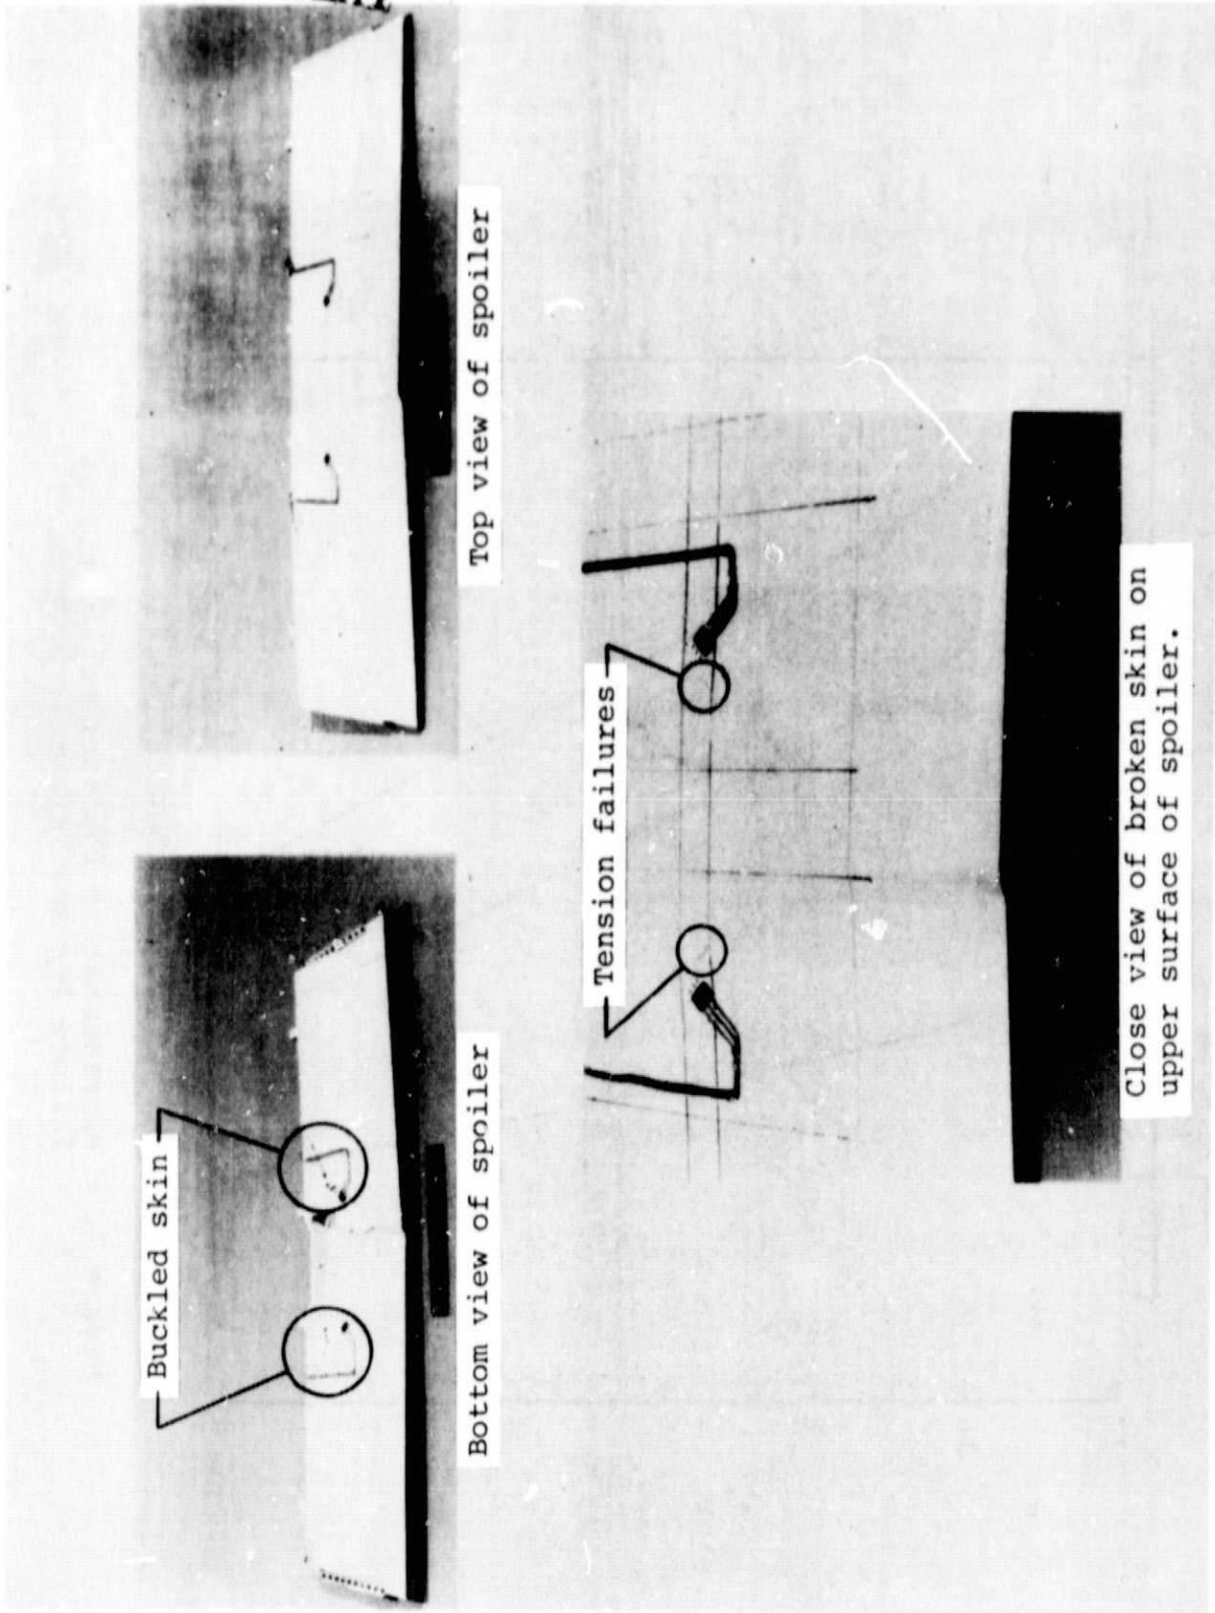 Buckled skin
Bottom view of spoiler
Top view of spoiler
Tension failures
Close view of broken skin on
upper surface of spoiler.